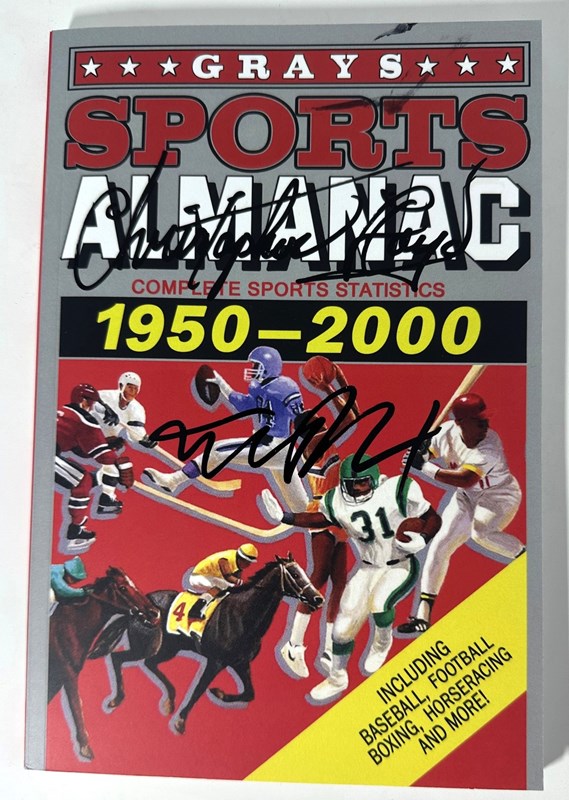 ★ ★ ★ ★ GRAYS ★ ★ ★ ★
SPORTS
ALMANAC
Christopher Lloyd
COMPLETE SPORTS STATISTICS
1950–2000
31
4
INCLUDING
BASEBALL, FOOTBALL
BOXING, HORSERACING
AND MORE!